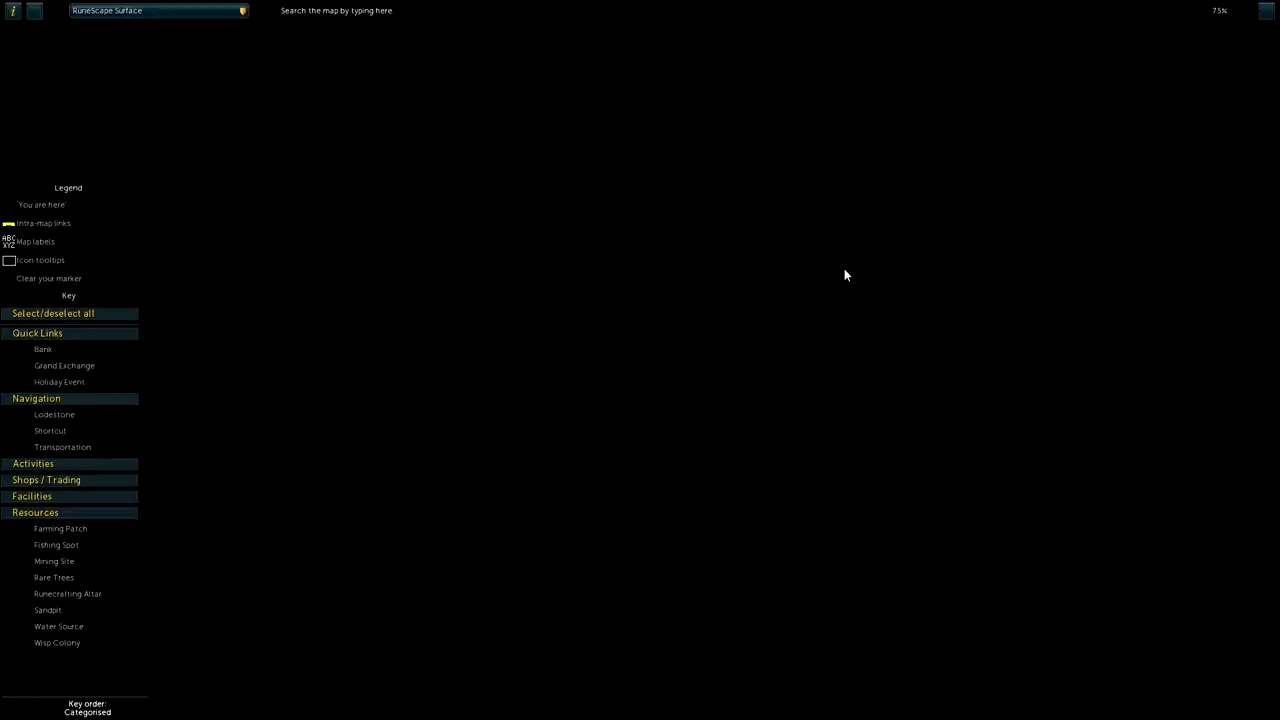 i
RuneScape Surface
Search the map by typing here
75%
Legend
'You are here'
Intra-map links
ABC
XYZ
Map labels
Icon tooltips
Clear your marker
Key
Select/deselect all
Quick Links
Bank
Grand Exchange
Holiday Event
Navigation
Lodestone
Shortcut
Transportation
Activities
Shops / Trading
Facilities
Resources
Farming Patch
Fishing Spot
Mining Site
Rare Trees
Runecrafting Altar
Sandpit
Water Source
Wisp Colony
Key order:
Categorised